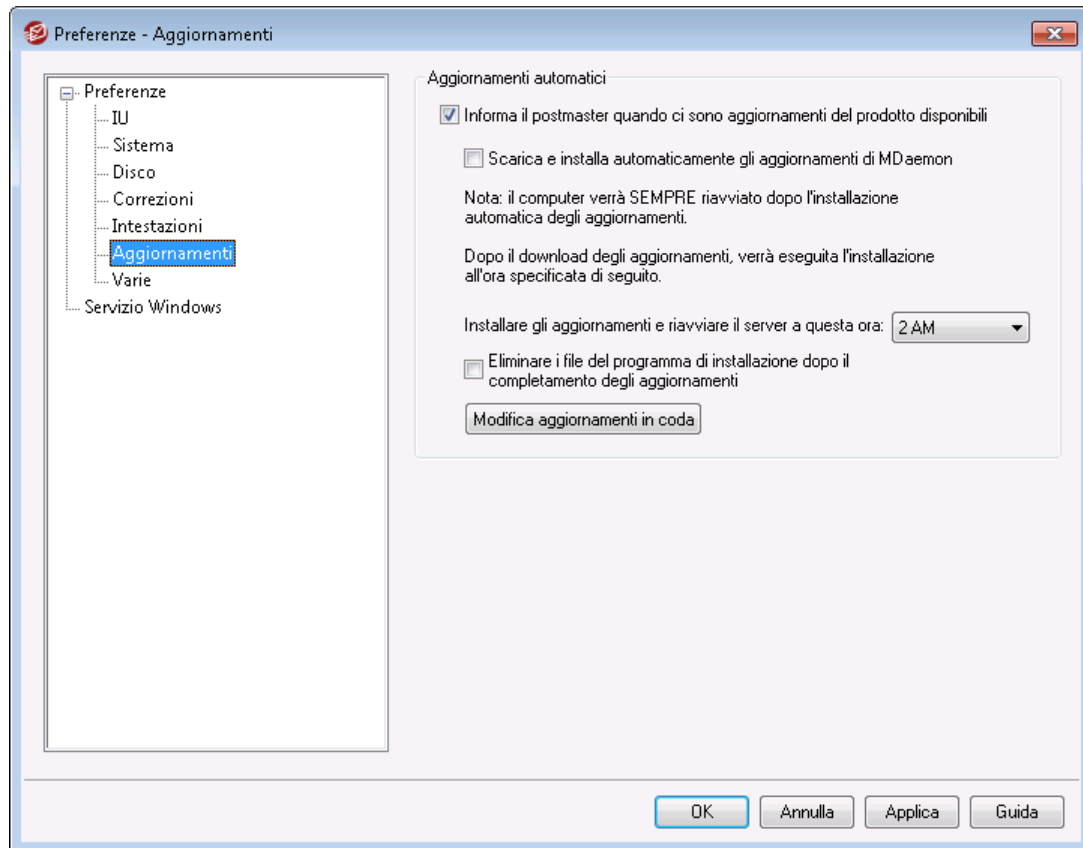 Preferenze - Aggiornamenti
Preferenze
IU
Sistema
Disco
Correzioni
Intestazioni
Aggiornamenti
Varie
Servizio Windows
Aggiornamenti automatici
Informa il postmaster quando ci sono aggiornamenti del prodotto disponibili
Scarica e installa automaticamente gli aggiornamenti di MDaemon
Nota: il computer verrà SEMPRE riavviato dopo l'installazione
automatica degli aggiornamenti.
Dopo il download degli aggiornamenti, verrà eseguita l'installazione
all'ora specificata di seguito.
Installare gli aggiornamenti e riavviare il server a questa ora: 2 AM
Eliminare i file del programma di installazione dopo il
completamento degli aggiornamenti
Modifica aggiornamenti in coda
OK Annulla Applica Guida